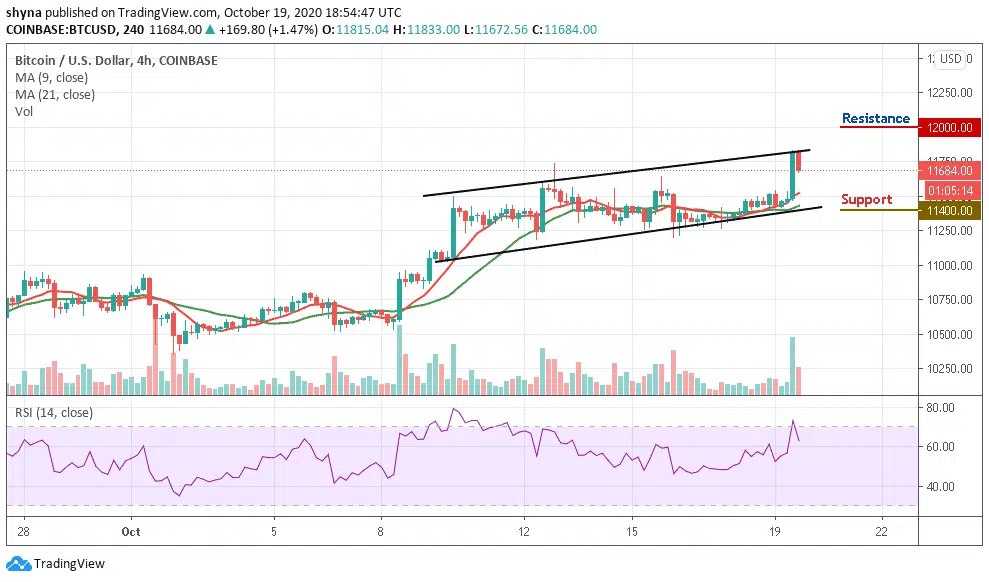 shyna published on TradingView.com, October 19, 2020 18:54:47 UTC
COINBASE:BTCUSD, 240 11684.00 ▲ +169.80 (+1.47%) O:11815.04 H:11833.00 L:11672.56 C:11684.00
Bitcoin / U.S. Dollar, 4h, COINBASE
MA (9, close)
MA (21, close)
Vol
USD
12250.00
Resistance
12000.00
11750.00
11684.00
01:05:14
Support
11400.00
11250.00
11000.00
10750.00
10500.00
10250.00
RSI (14, close)
80.00
60.00
40.00
28 Oct 5 8 12 15 19 22
TradingView